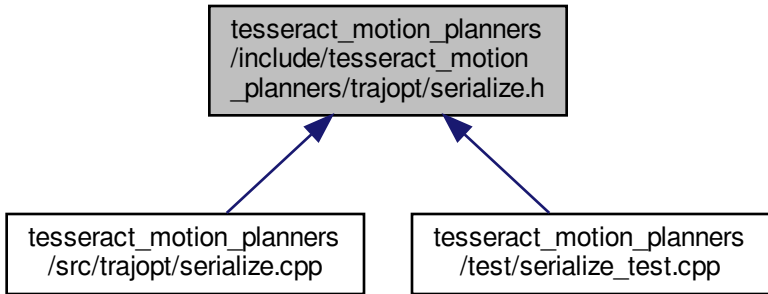 tesseract_motion_planners
/include/tesseract_motion
_planners/trajopt/serialize.h
tesseract_motion_planners
/src/trajopt/serialize.cpp
tesseract_motion_planners
/test/serialize_test.cpp